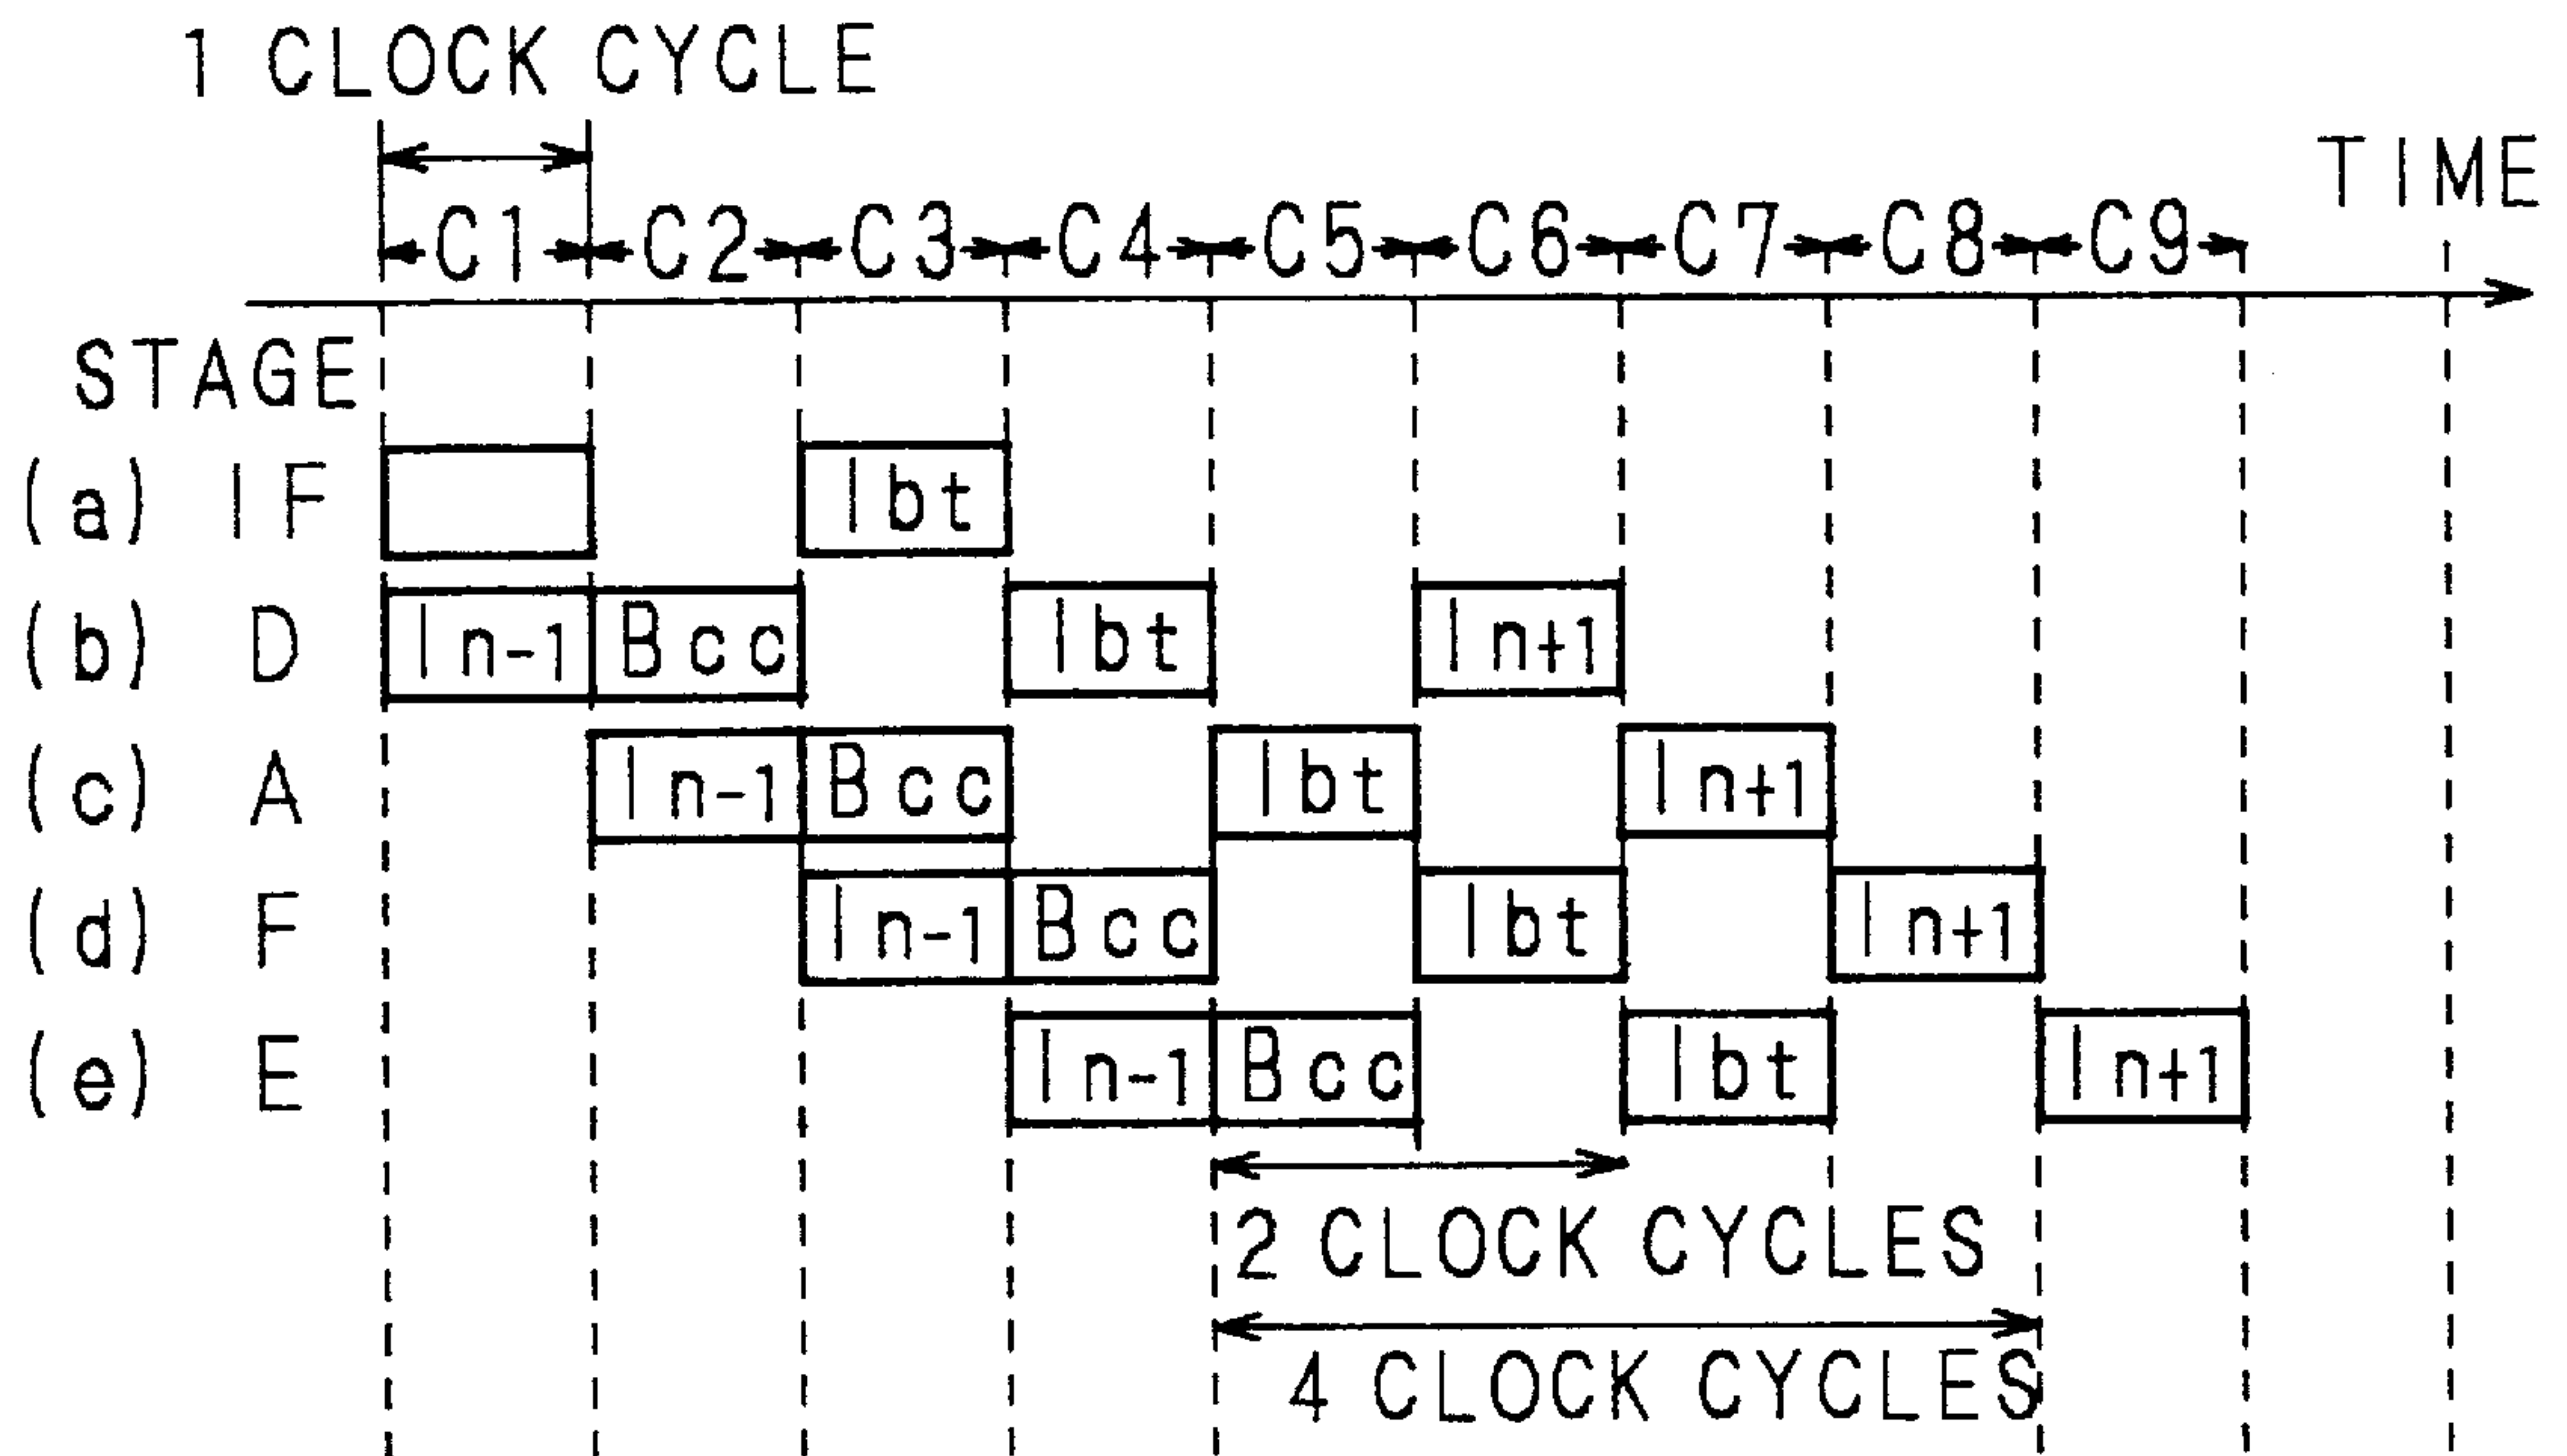 1 CLOCK CYCLE
TIME
C1 C2 C3 C4 C5 C6 C7 C8 C9
STAGE
(a) IF Ibt
(b) D In-1 Bcc Ibt In+1
(c) A In-1 Bcc Ibt In+1
(d) F In-1 Bcc Ibt In+1
(e) E In-1 Bcc Ibt In+1
2 CLOCK CYCLES
4 CLOCK CYCLES